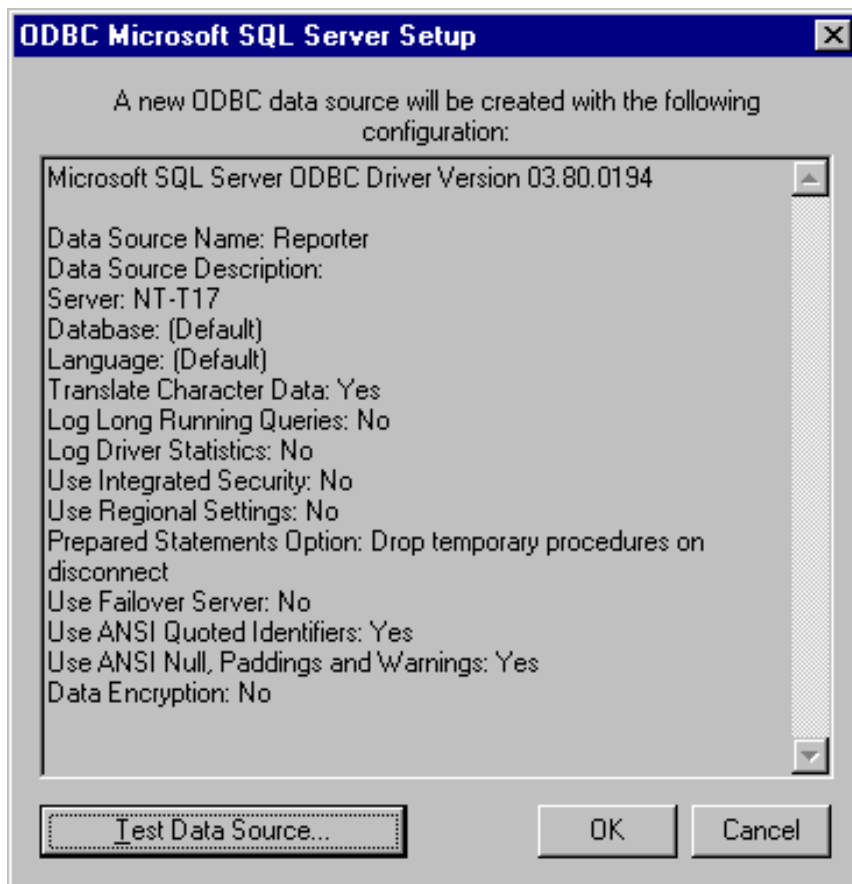 ODBC Microsoft SQL Server Setup
A new ODBC data source will be created with the following
configuration:
Microsoft SQL Server ODBC Driver Version 03.80.0194
Data Source Name: Reporter
Data Source Description:
Server: NT-T17
Database: (Default)
Language: (Default)
Translate Character Data: Yes
Log Long Running Queries: No
Log Driver Statistics: No
Use Integrated Security: No
Use Regional Settings: No
Prepared Statements Option: Drop temporary procedures on
disconnect
Use Failover Server: No
Use ANSI Quoted Identifiers: Yes
Use ANSI Null, Paddings and Warnings: Yes
Data Encryption: No
Test Data Source... OK Cancel